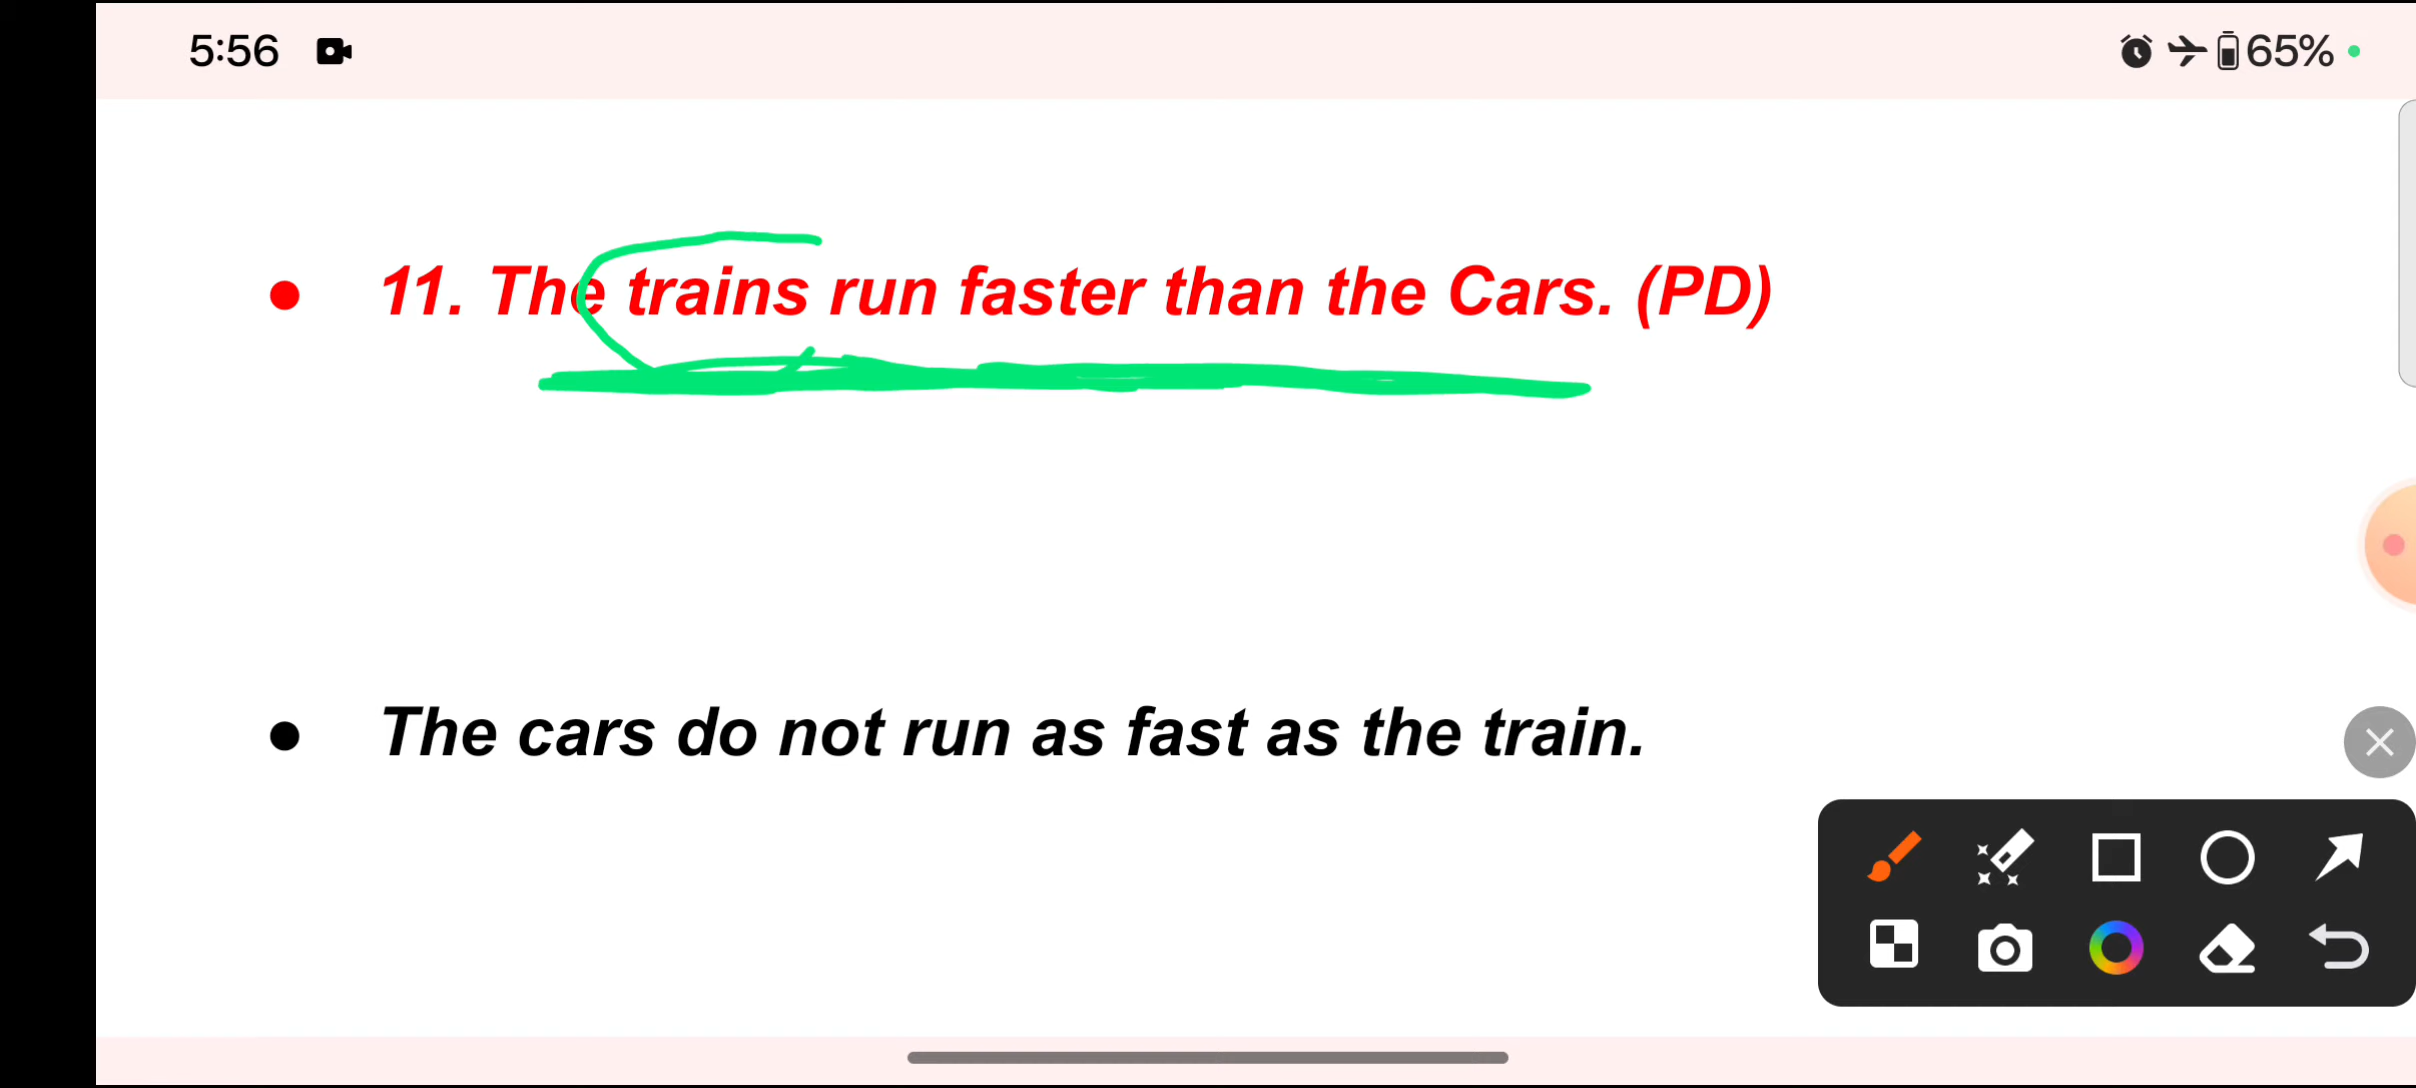 5:56
65%
11. The trains run faster than the Cars. (PD)
The cars do not run as fast as the train.